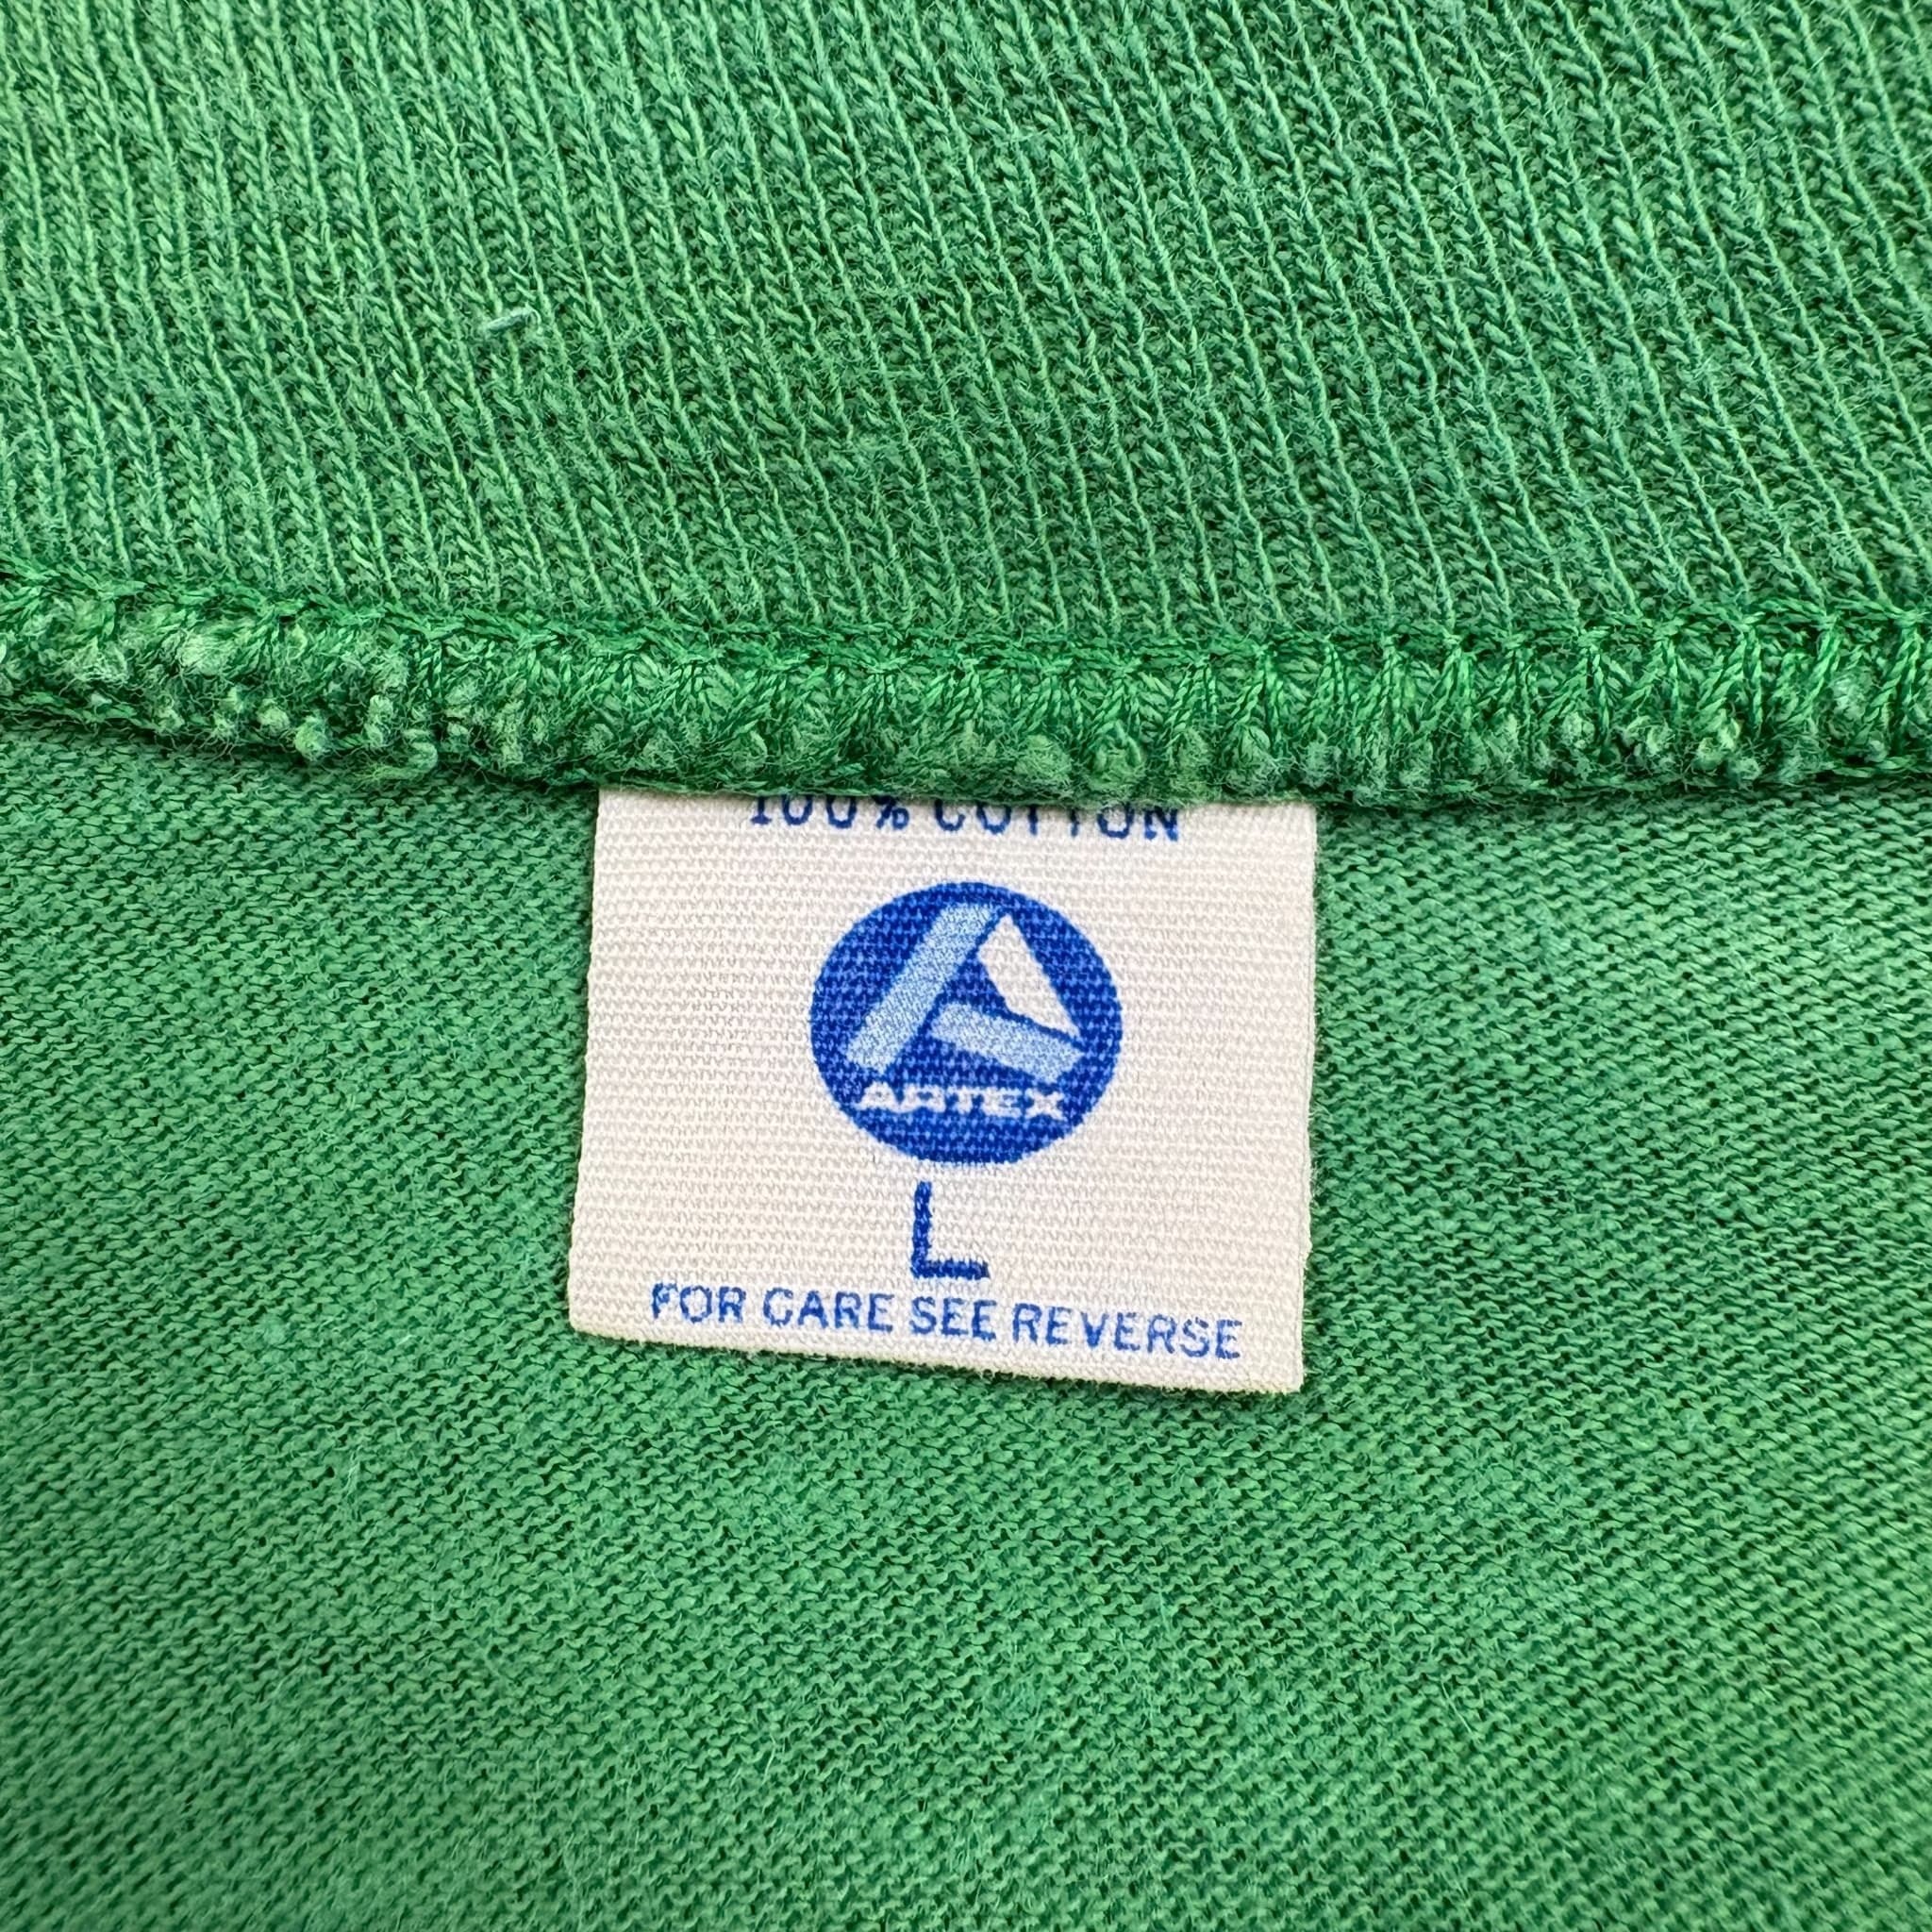 100% COTTON
ARTEX
L
FOR CARE SEE REVERSE